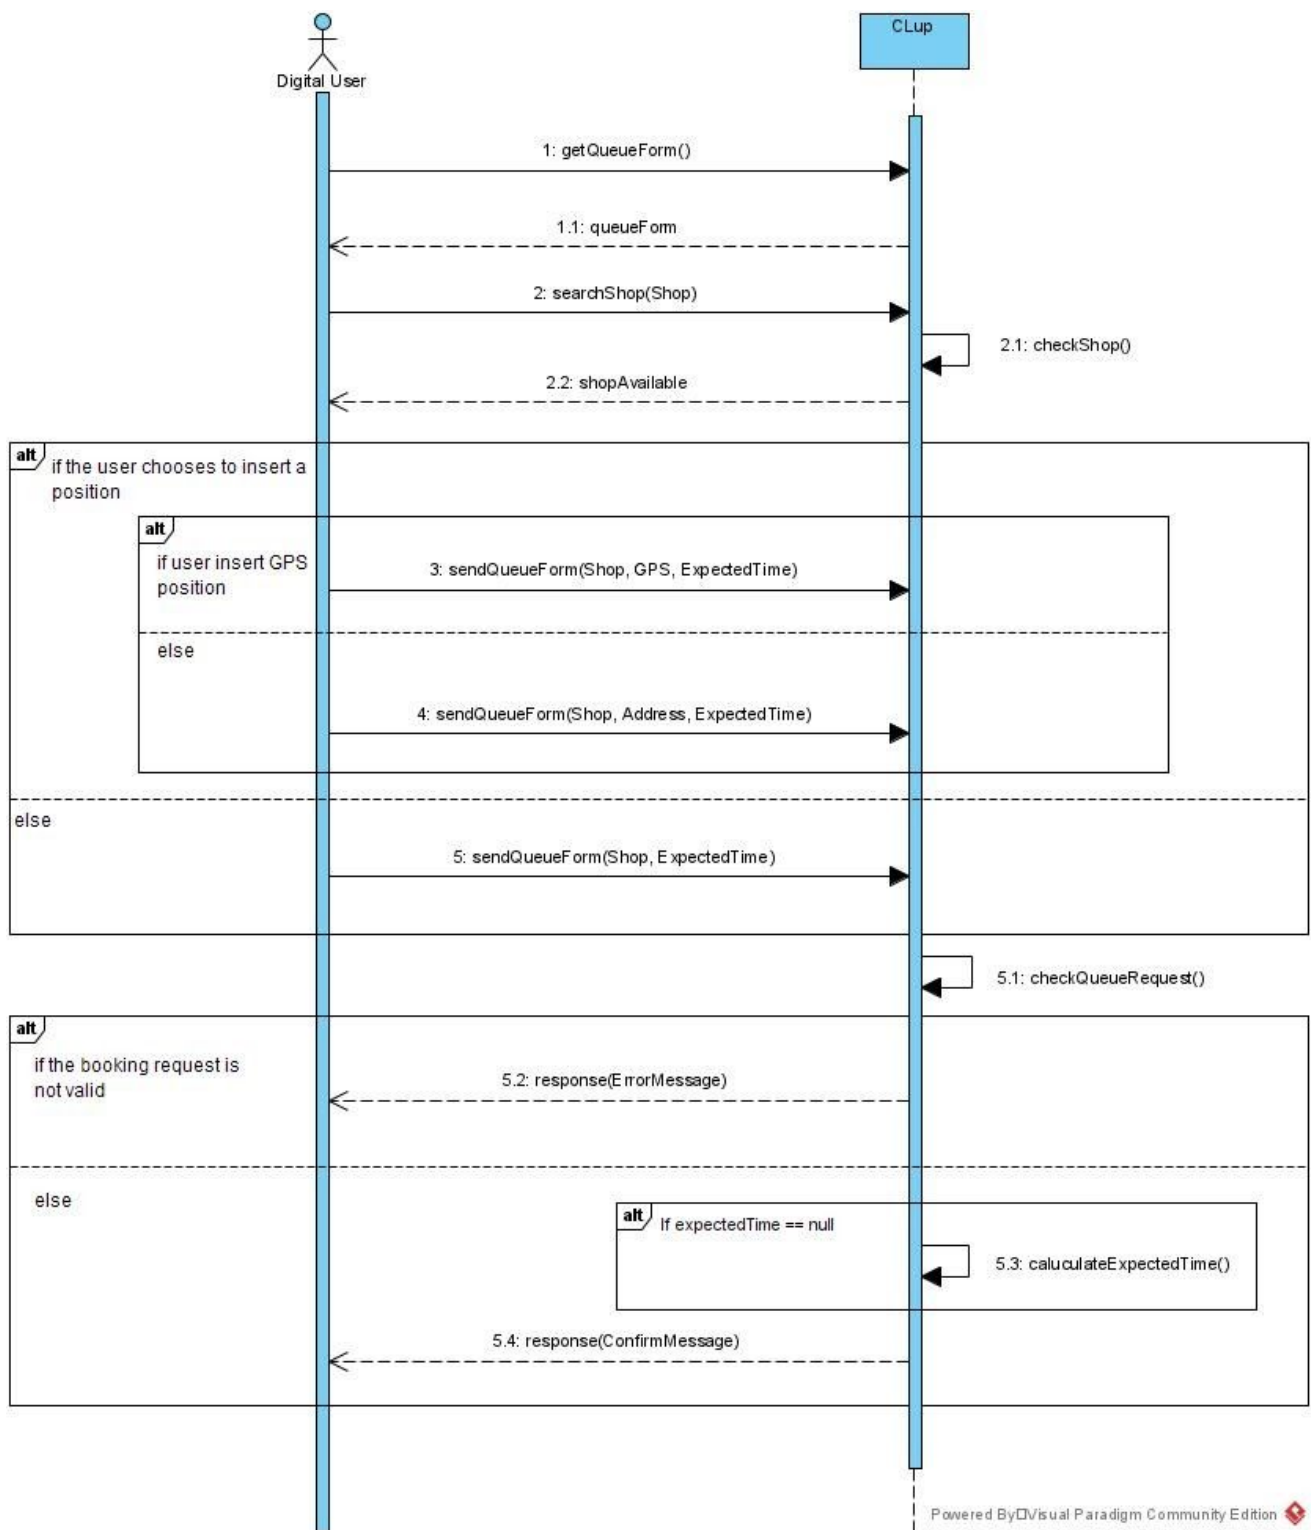 CLup
Digital User
1: getQueueForm()
1.1: queueForm
2: searchShop(Shop)
2.1: checkShop()
2.2: shopAvailable
alt
if the user chooses to insert a
position
alt
if user insert GPS
position
3: sendQueueForm(Shop, GPS, ExpectedTime)
else
4: sendQueueForm(Shop, Address, ExpectedTime)
else
5: sendQueueForm(Shop, ExpectedTime)
5.1: checkQueueRequest()
alt
if the booking request is
not valid
5.2: response(ErrorMessage)
else
alt
If expectedTime == null
5.3: caluculateExpectedTime()
5.4: response(ConfirmMessage)
Powered By□Visual Paradigm Community Edition